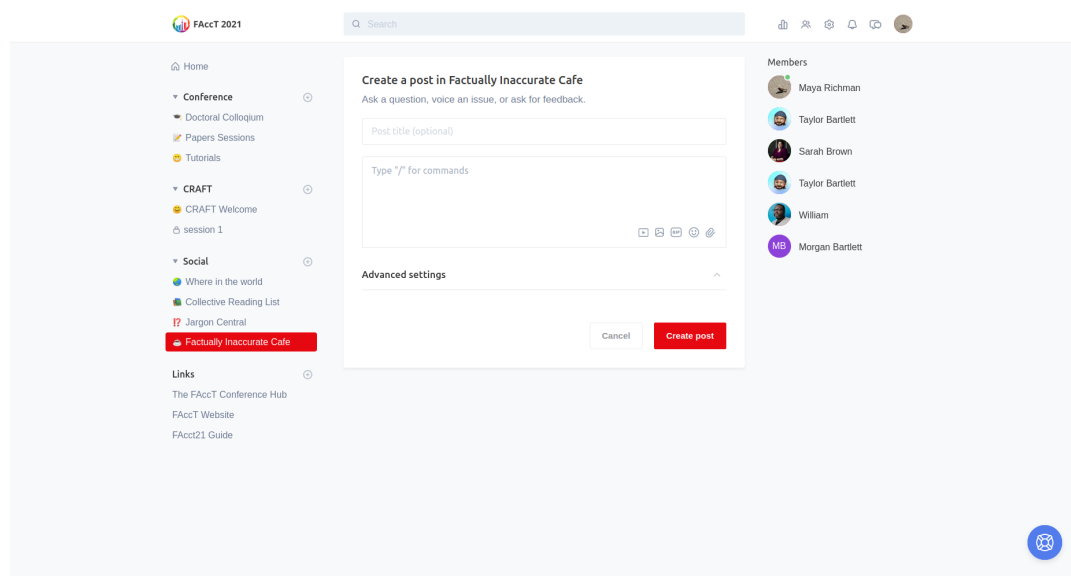 FAccT 2021
Search
Home
Conference
Doctoral Colloqium
Papers Sessions
Tutorials
CRAFT
CRAFT Welcome
session 1
Social
Where in the world
Collective Reading List
Jargon Central
Factually Inaccurate Cafe
Links
The FAccT Conference Hub
FAccT Website
FAcct21 Guide
Create a post in Factually Inaccurate Cafe
Ask a question, voice an issue, or ask for feedback.
Post title (optional)
Type "/" for commands
GIF
Advanced settings
Cancel
Create post
Members
Maya Richman
Taylor Bartlett
Sarah Brown
Taylor Bartlett
William
MB
Morgan Bartlett